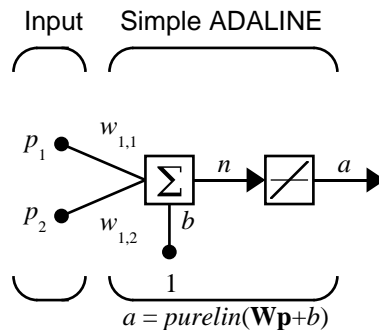 Input Simple ADALINE
p1 w1,1
Σ n a
p2 w1,2 b
1
a = purelin(Wp+b)